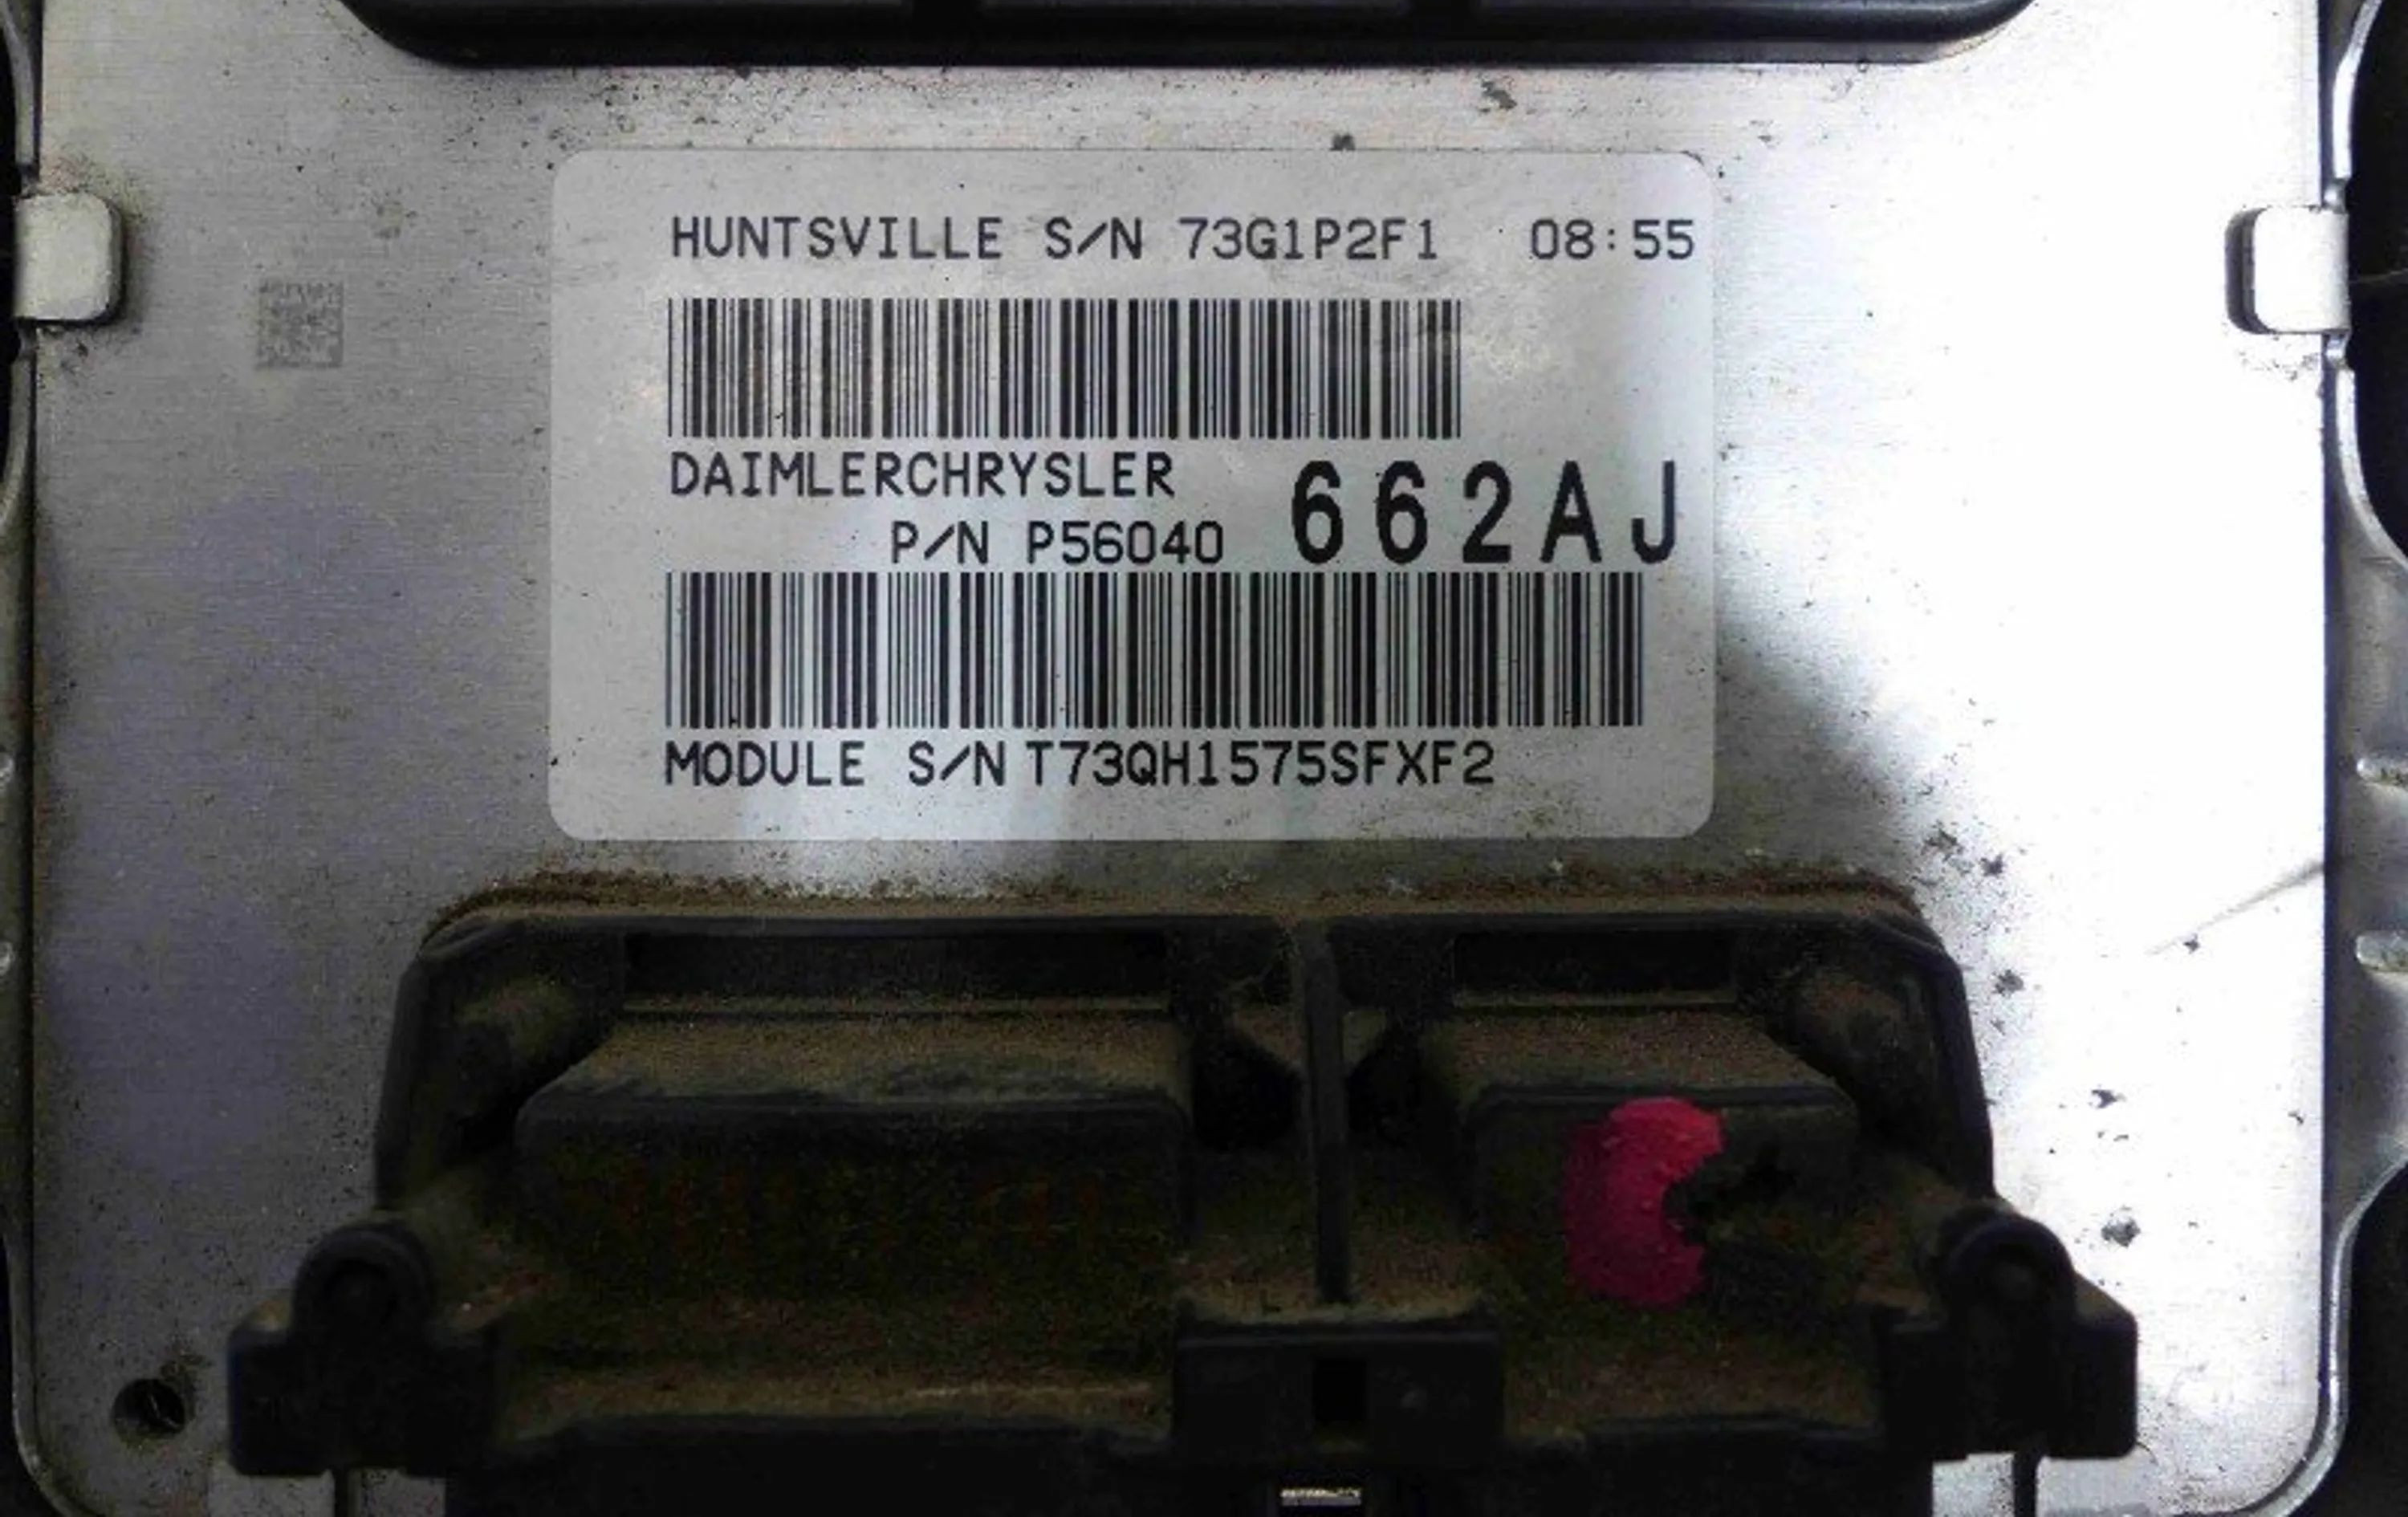 HUNTSVILLE S/N 73G1P2F1 08:55
DAIMLERCHRYSLER
P/N P56040 662AJ
MODULE S/N T73QH1575SFXF2